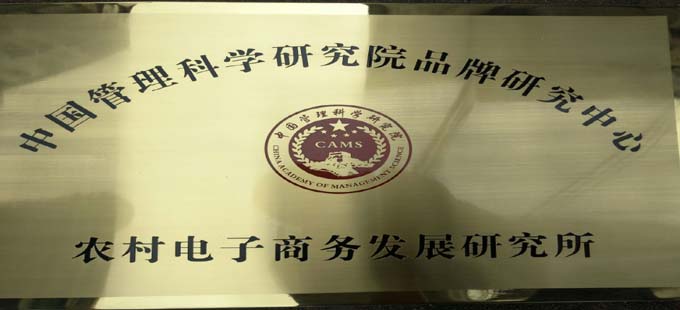 中国管理科学研究院品牌研究中心
中国管理科学研究院
CAMS
CHINA ACADEMY OF MANAGEMENT SCIENCE
农村电子商务发展研究所